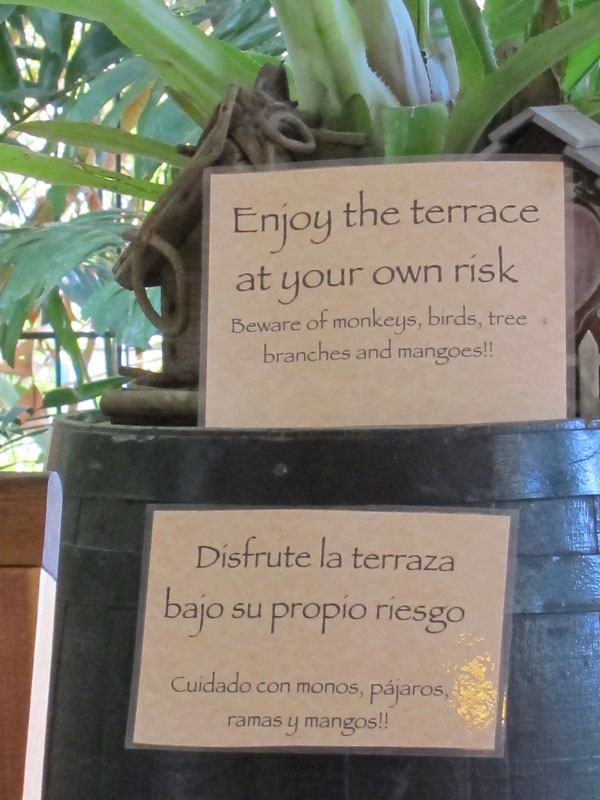 Enjoy the terrace
at your own risk
Beware of monkeys, birds, tree
branches and mangoes!!
Disfrute la terraza
bajo su propio riesgo
Cuidado con monos, pájaros,
ramas y mangos!!